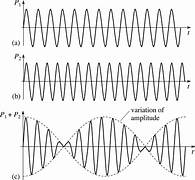 P₁
t
(a)
P₂
t
(b)
P₁ + P₂
variation of
amplitude
t
(c)